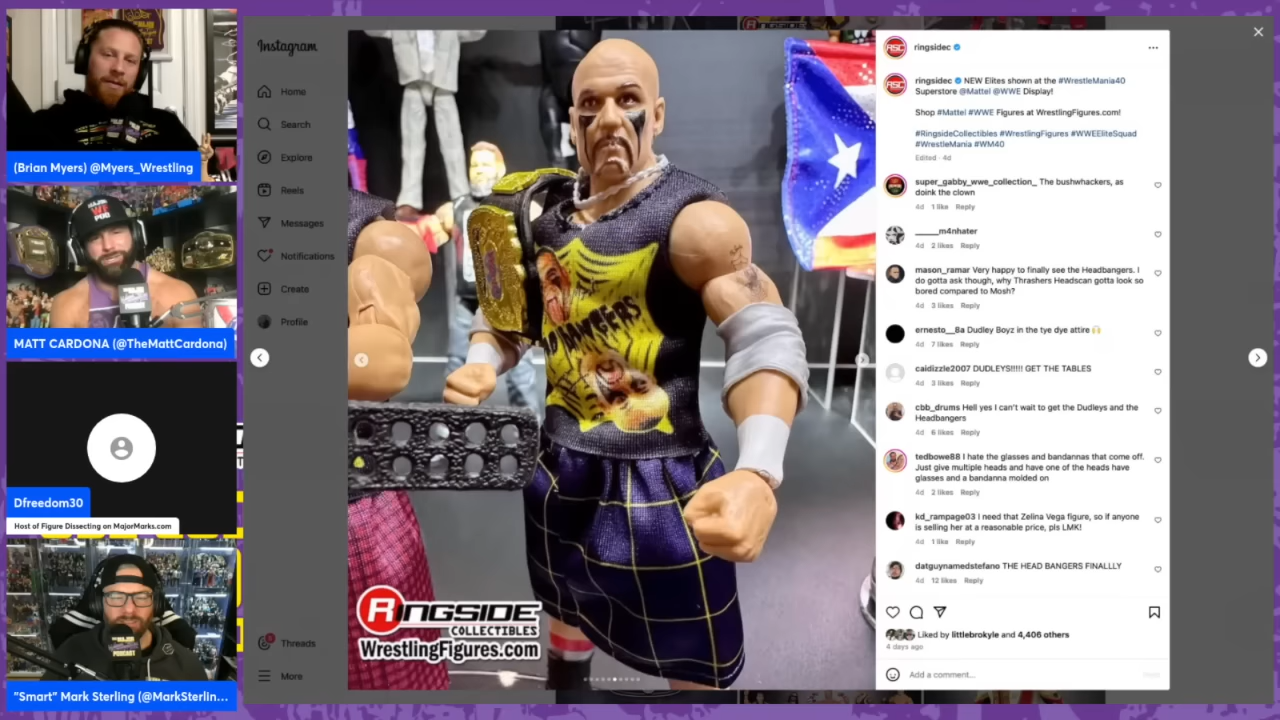 (Brian Myers) @Myers_Wrestling
MATT CARDONA (@TheMattCardona)
Dfreedom30
Host of Figure Dissecting on MajorMarks.com
"Smart" Mark Sterling (@MarkSterlin...
Instagram
Home
Search
Explore
Reels
Messages
Notifications
Create
Profile
Threads
More
RINGSIDE
COLLECTIBLES
WrestlingFigures.com
RSC
ringsidec
ringsidec NEW Elites shown at the #WrestleMania40
Superstore @Mattel @WWE Display!
Shop #Mattel #WWE Figures at WrestlingFigures.com!
#RingsideCollectibles #WrestlingFigures #WWEEliteSquad
#WrestleMania #WM40
Edited · 4d
super_gabby_wwe_collection_ The bushwhackers, as
doink the clown
4d 1 like Reply
4d 2 likes Reply
mason_ramar Very happy to finally see the Headbangers. I
do gotta ask though, why Thrashers Headscan gotta look so
bored compared to Mosh?
4d 3 likes Reply
ernesto__8a Dudley Boyz in the tye dye attire 🙌
4d 7 likes Reply
caidizzle2007 DUDLEYS!!!!! GET THE TABLES
4d 3 likes Reply
cbb_drums Hell yes I can't wait to get the Dudleys and the
Headbangers
4d 6 likes Reply
tedbowe88 I hate the glasses and bandannas that come off.
Just give multiple heads and have one of the heads have
glasses and a bandanna molded on
4d 2 likes Reply
kd_rampage03 I need that Zelina Vega figure, so if anyone
is selling her at a reasonable price, pls LMK!
4d 1 like Reply
datguynamedstefano THE HEAD BANGERS FINALLLY
4d 12 likes Reply
Liked by littlebrokyle and 4,406 others
4 days ago
Add a comment...